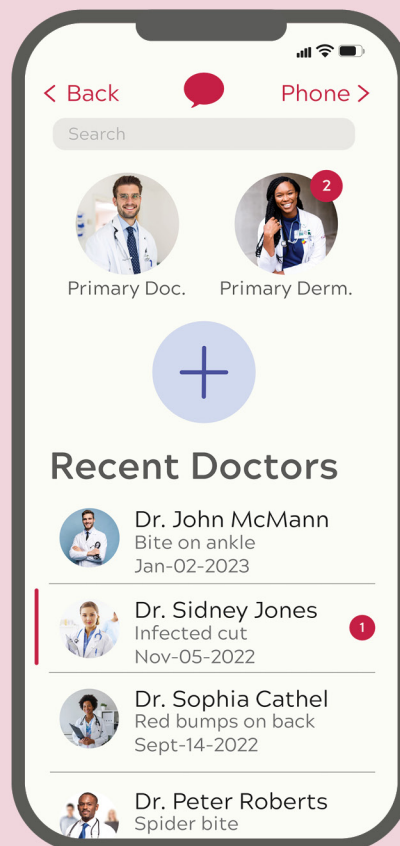 < Back
Phone >
Search
2
Primary Doc.
Primary Derm.
Recent Doctors
Dr. John McMann
Bite on ankle
Jan-02-2023
Dr. Sidney Jones
Infected cut
Nov-05-2022
1
Dr. Sophia Cathel
Red bumps on back
Sept-14-2022
Dr. Peter Roberts
Spider bite